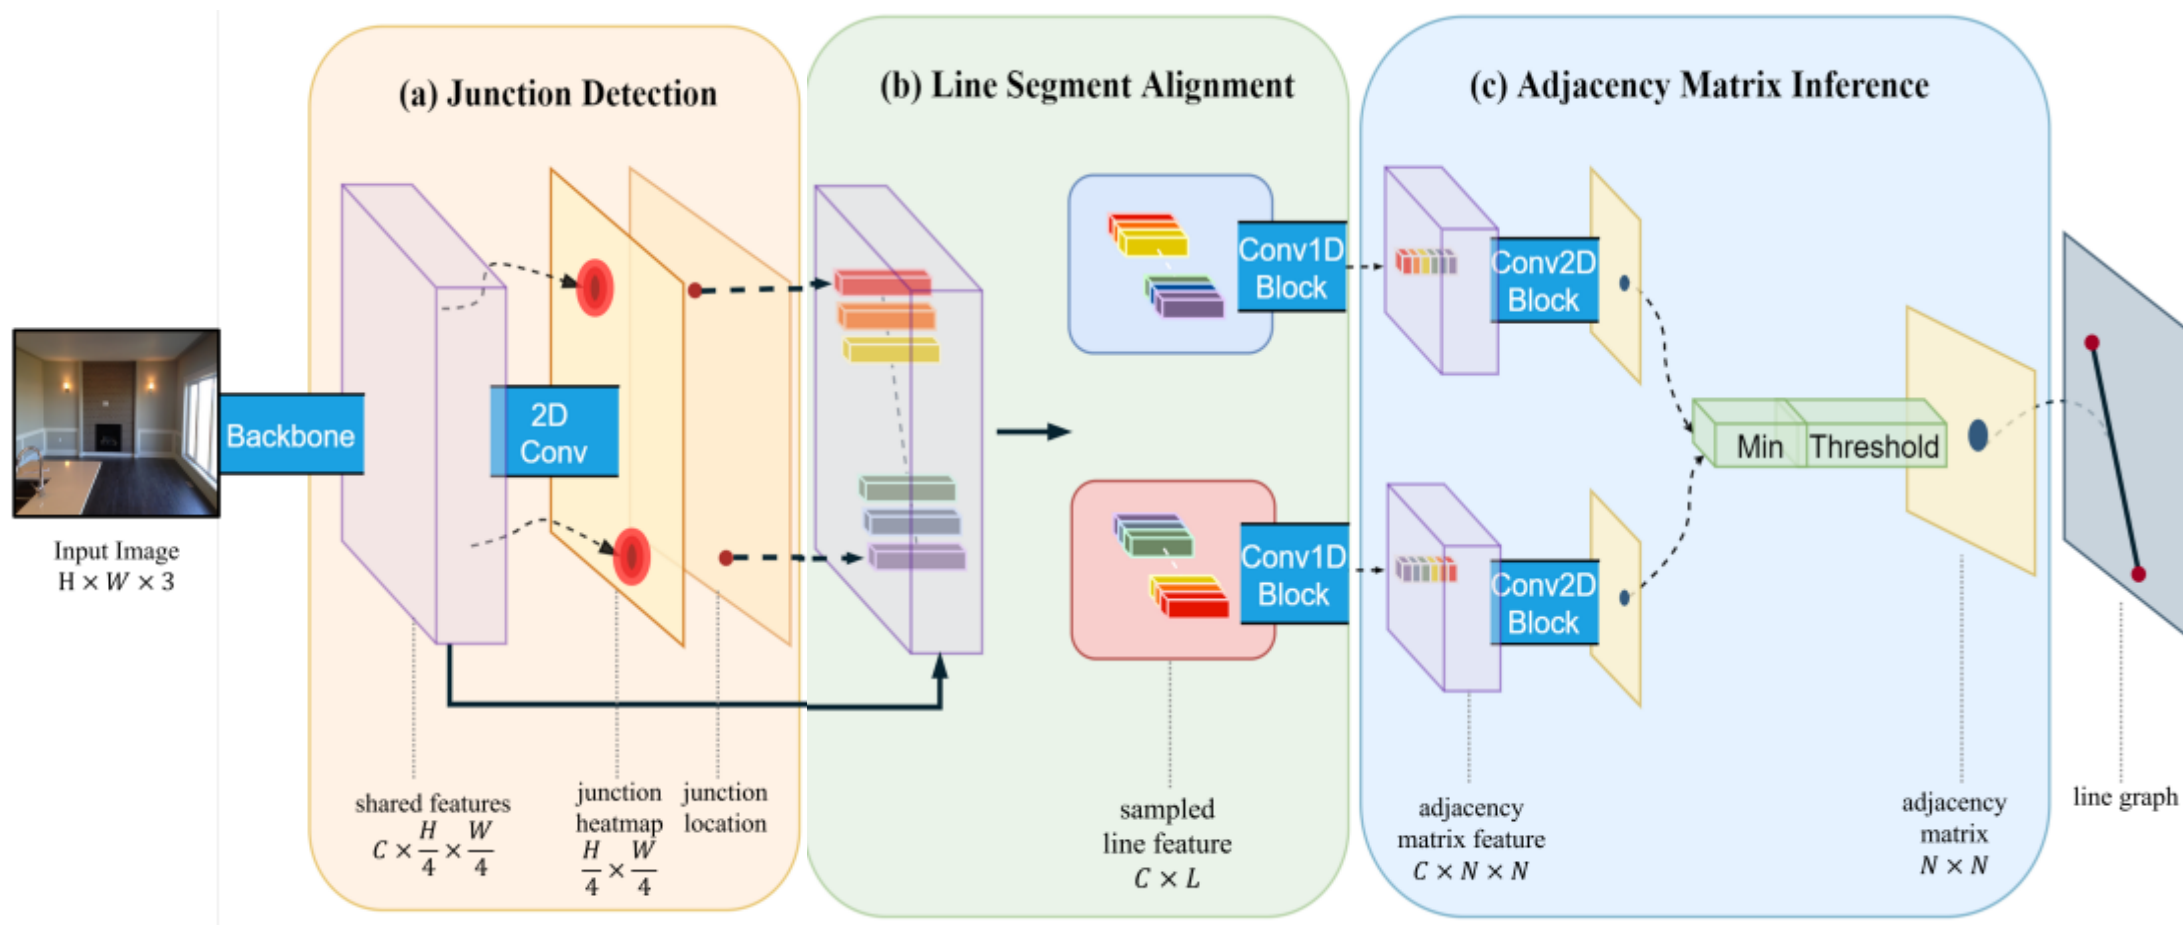 (a) Junction Detection
(b) Line Segment Alignment
(c) Adjacency Matrix Inference
Backbone
2D
Conv
Conv1D
Block
Conv2D
Block
Min
Threshold
Conv1D
Block
Conv2D
Block
Input Image
H × W × 3
shared features
C × H/4 × W/4
junction
heatmap
H/4 × W/4
junction
location
sampled
line feature
C × L
adjacency
matrix feature
C × N × N
adjacency
matrix
N × N
line graph